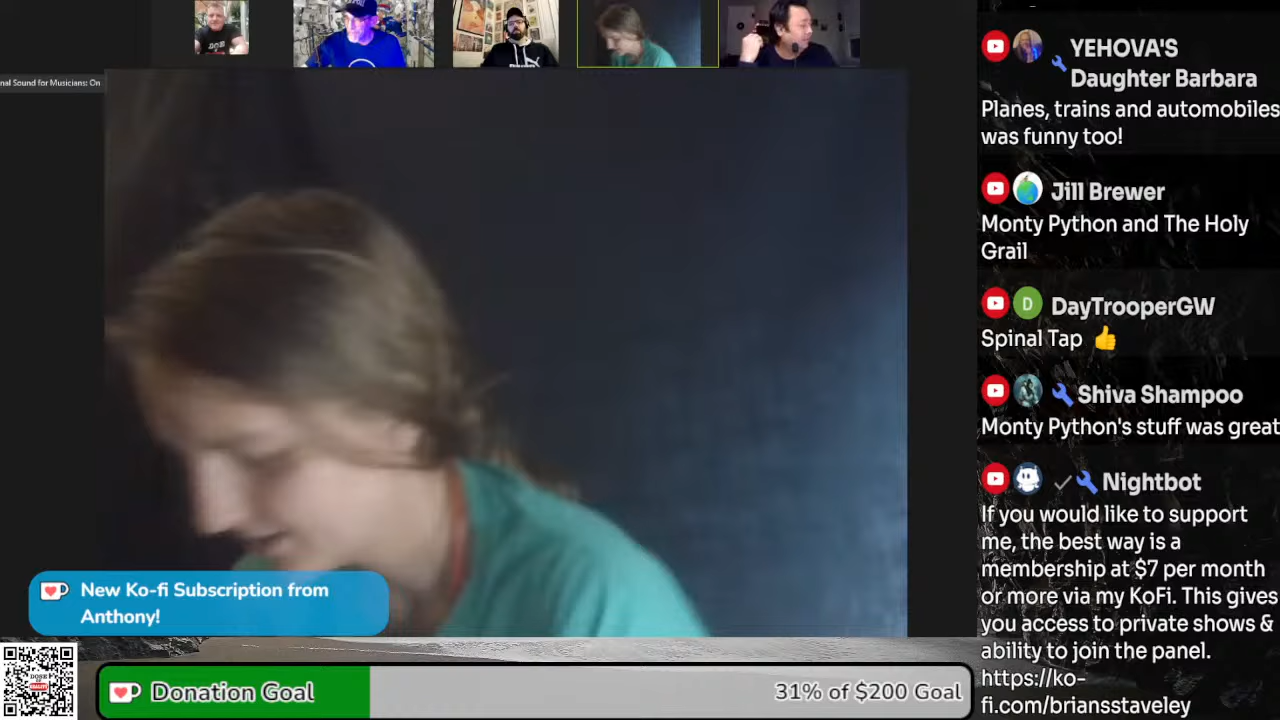 nal Sound for Musicians: On
YEHOVA'S
Daughter Barbara
Planes, trains and automobiles
was funny too!
Jill Brewer
Monty Python and The Holy
Grail
D DayTrooperGW
Spinal Tap 👍
Shiva Shampoo
Monty Python's stuff was great
Nightbot
If you would like to support
me, the best way is a
membership at $7 per month
or more via my KoFi. This gives
you access to private shows &
ability to join the panel.
https://ko-
fi.com/briansstaveley
New Ko-fi Subscription from
Anthony!
Donation Goal
31% of $200 Goal